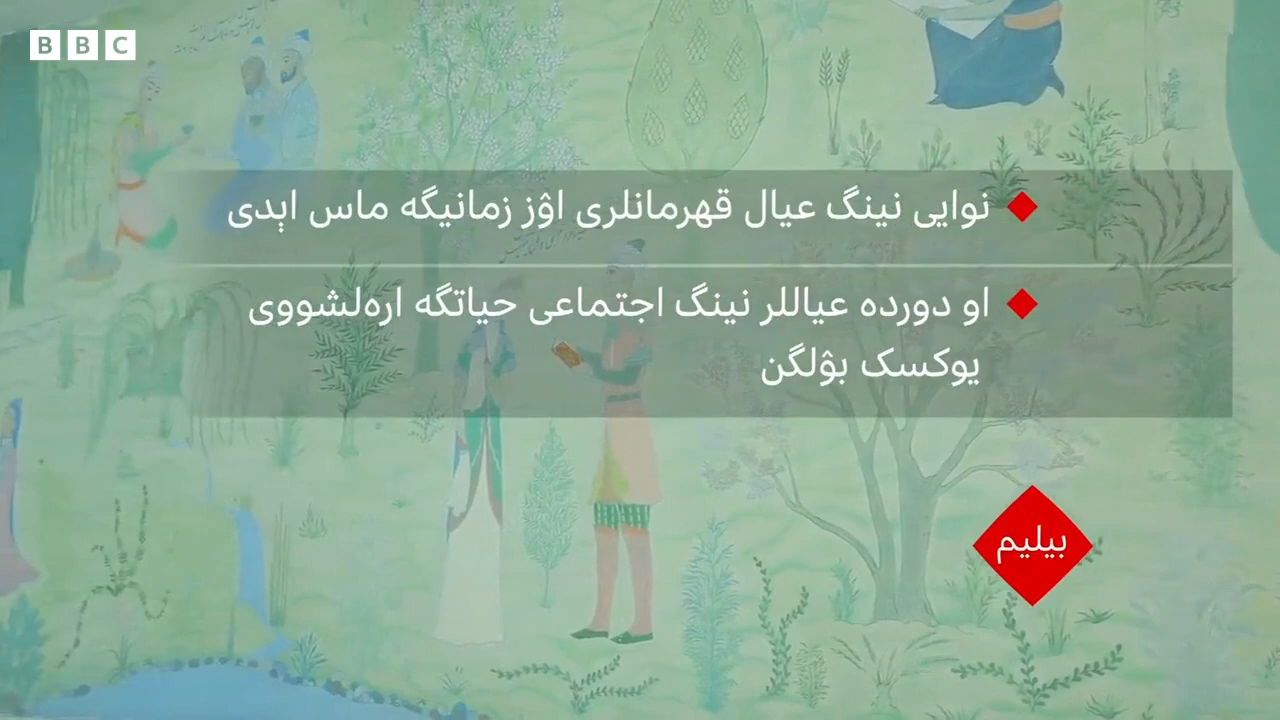 BBC
نوایی نینگ عیال قهرمانلری اۉز زمانیگه ماس اېدی
او دورده عیاللر نینگ اجتماعی حیاتگه اره‌لشووی
یوکسک بۉلگن
بیلیم